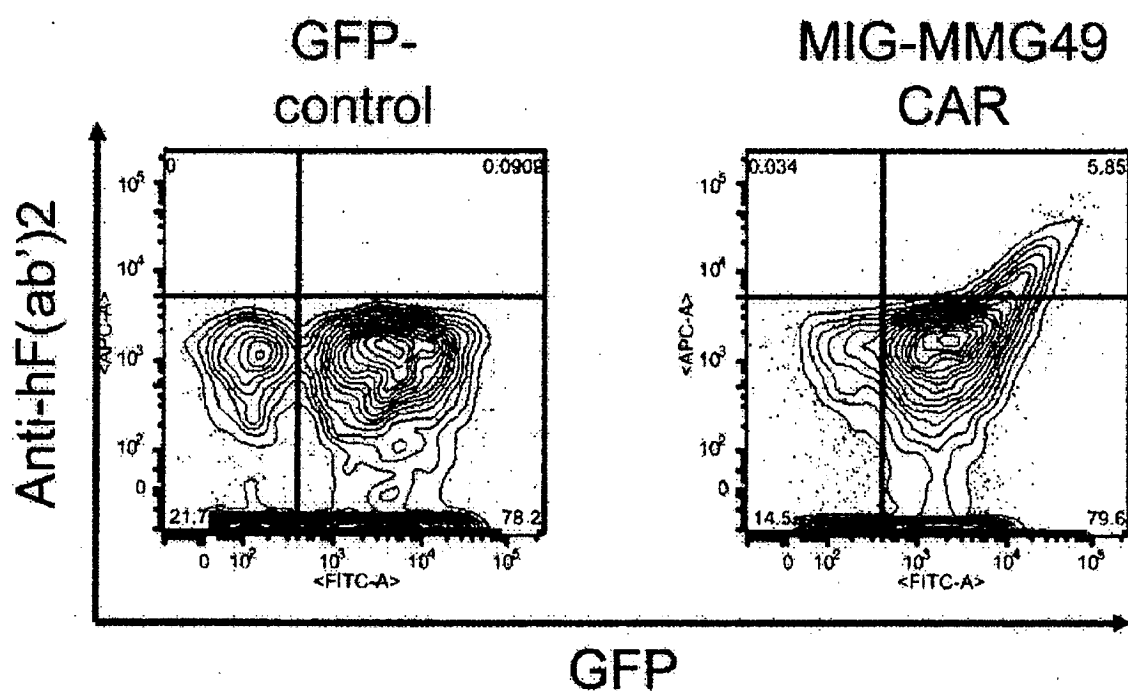 GFP-
control
MIG-MMG49
CAR
Anti-hF(ab')2
0 0.0909
10⁵
10⁴
10³
10²
0
<APC-A>
21.7 78.2
0 10² 10³ 10⁴ 10⁵
<FITC-A>
0.034 5.85
10⁵
10⁴
10³
10²
0
<APC-A>
14.5 79.6
0 10² 10³ 10⁴ 10⁵
<FITC-A>
GFP